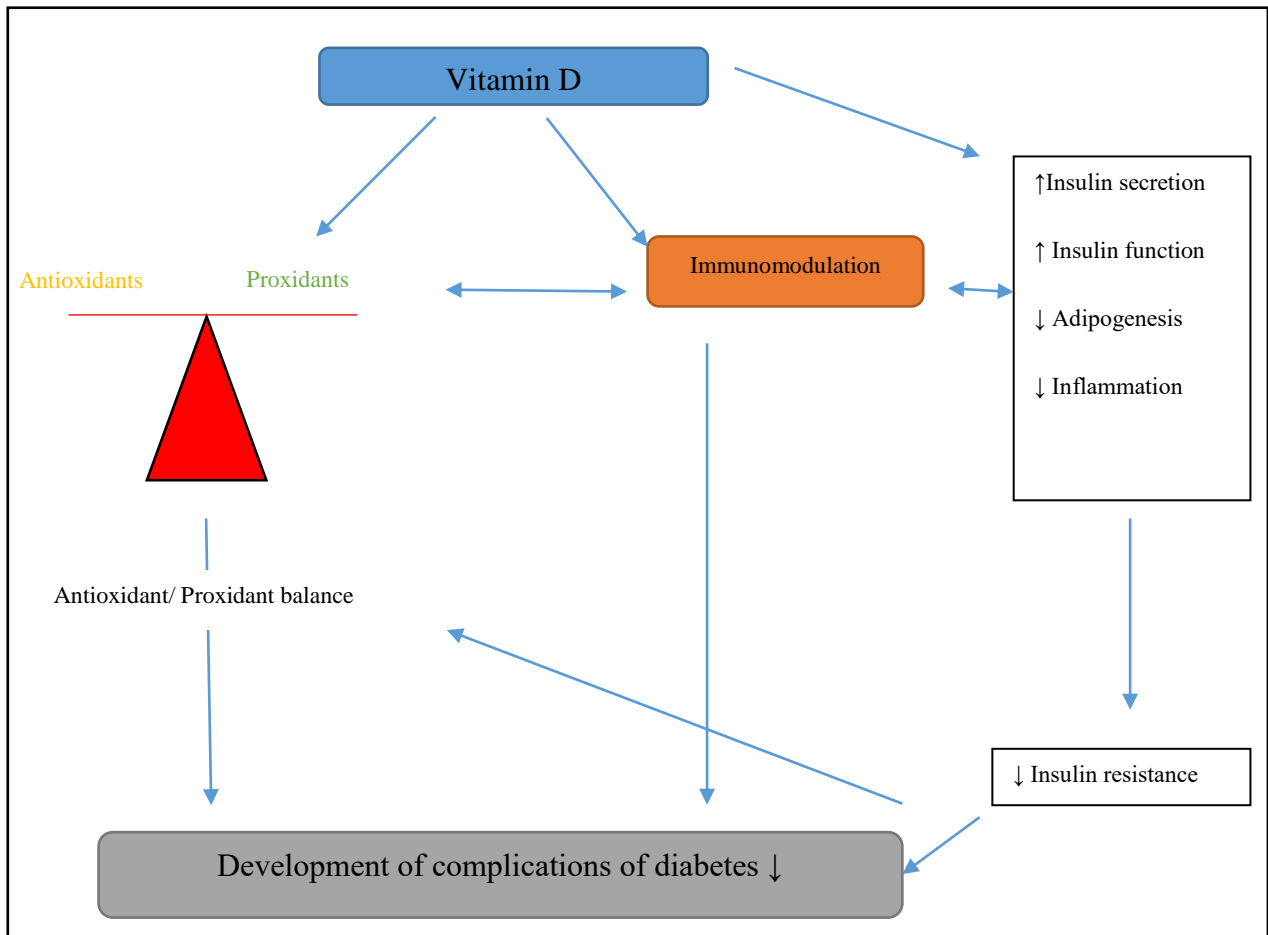 Vitamin D
↑Insulin secretion
↑ Insulin function
↓ Adipogenesis
↓ Inflammation
Immunomodulation
Antioxidants
Proxidants
Antioxidant/ Proxidant balance
↓ Insulin resistance
Development of complications of diabetes ↓